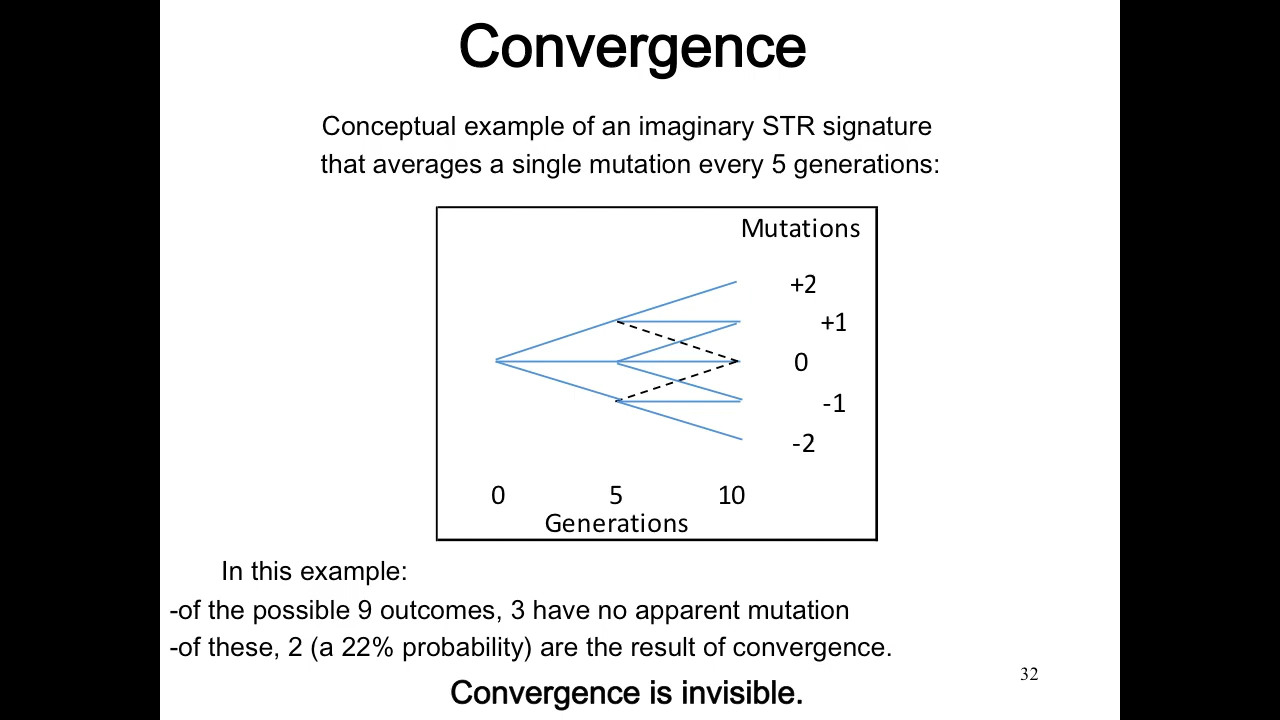 Convergence
Conceptual example of an imaginary STR signature
that averages a single mutation every 5 generations:
Mutations
+2
+1
0
-1
-2
0 5 10
Generations
In this example:
-of the possible 9 outcomes, 3 have no apparent mutation
-of these, 2 (a 22% probability) are the result of convergence.
32
Convergence is invisible.